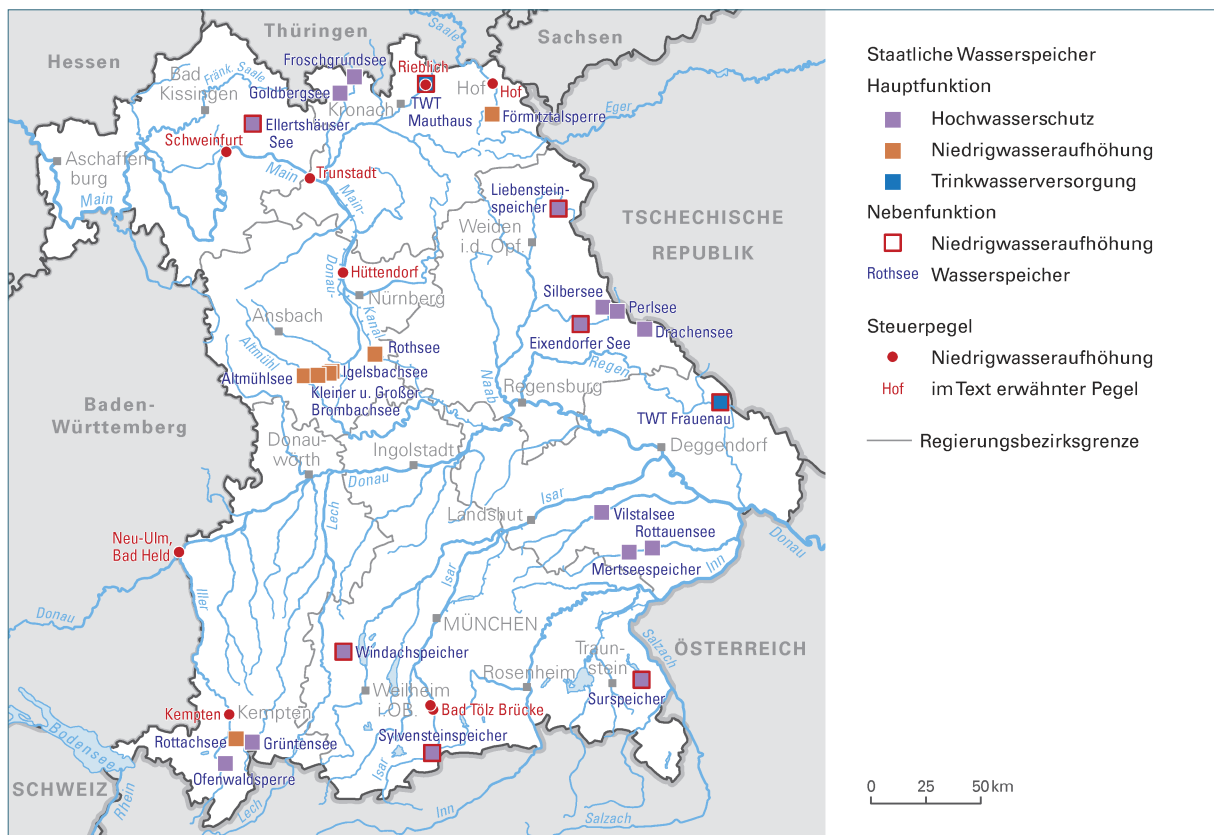 Thüringen
Saale
Sachsen
Hessen
Froschgrundsee
Rieblich
Bad
Kissingen
Fränk. Saale
Goldbergsee
Kronach
Hof
Hof
Eger
TWT
Mauthaus
Förmitztalsperre
Ellertshäuser
See
Schweinfurt
Aschaffen
burg
Main
Main
Trunstadt
Main-
Donau-
Kanal
Liebenstein-
speicher
TSCHECHISCHE
REPUBLIK
Weiden
i.d. Opf.
Hüttendorf
Nürnberg
Silbersee
Perlsee
Drachensee
Eixendorfer See
Ansbach
Altmühl
Rothsee
Igelsbachsee
Altmühlsee
Kleiner u. Großer
Brombachsee
Naab
Regen
Regensburg
TWT Frauenau
Baden-
Württemberg
Donau-
wörth
Ingolstadt
Deggendorf
Donau
Lech
Isar
Landshut
Vilstalsee
Rottauensee
Mertseespeicher
Donau
Inn
Neu-Ulm,
Bad Held
Iller
Isar
Donau
MÜNCHEN
Salzach
ÖSTERREICH
Windachspeicher
Traun-
stein
Rosenheim
Weilheim
i. OB.
Surspeicher
Kempten
Kempten
Bad Tölz Brücke
Rottachsee
Grüntensee
Sylvensteinspeicher
Ofenwaldsperre
Bodensee
SCHWEIZ
Rhein
Lech
Isar
Inn
Salzach
Staatliche Wasserspeicher
Hauptfunktion
Hochwasserschutz
Niedrigwasseraufhöhung
Trinkwasserversorgung
Nebenfunktion
Niedrigwasseraufhöhung
Rothsee Wasserspeicher
Steuerpegel
Niedrigwasseraufhöhung
Hof im Text erwähnter Pegel
Regierungsbezirksgrenze
0 25 50 km